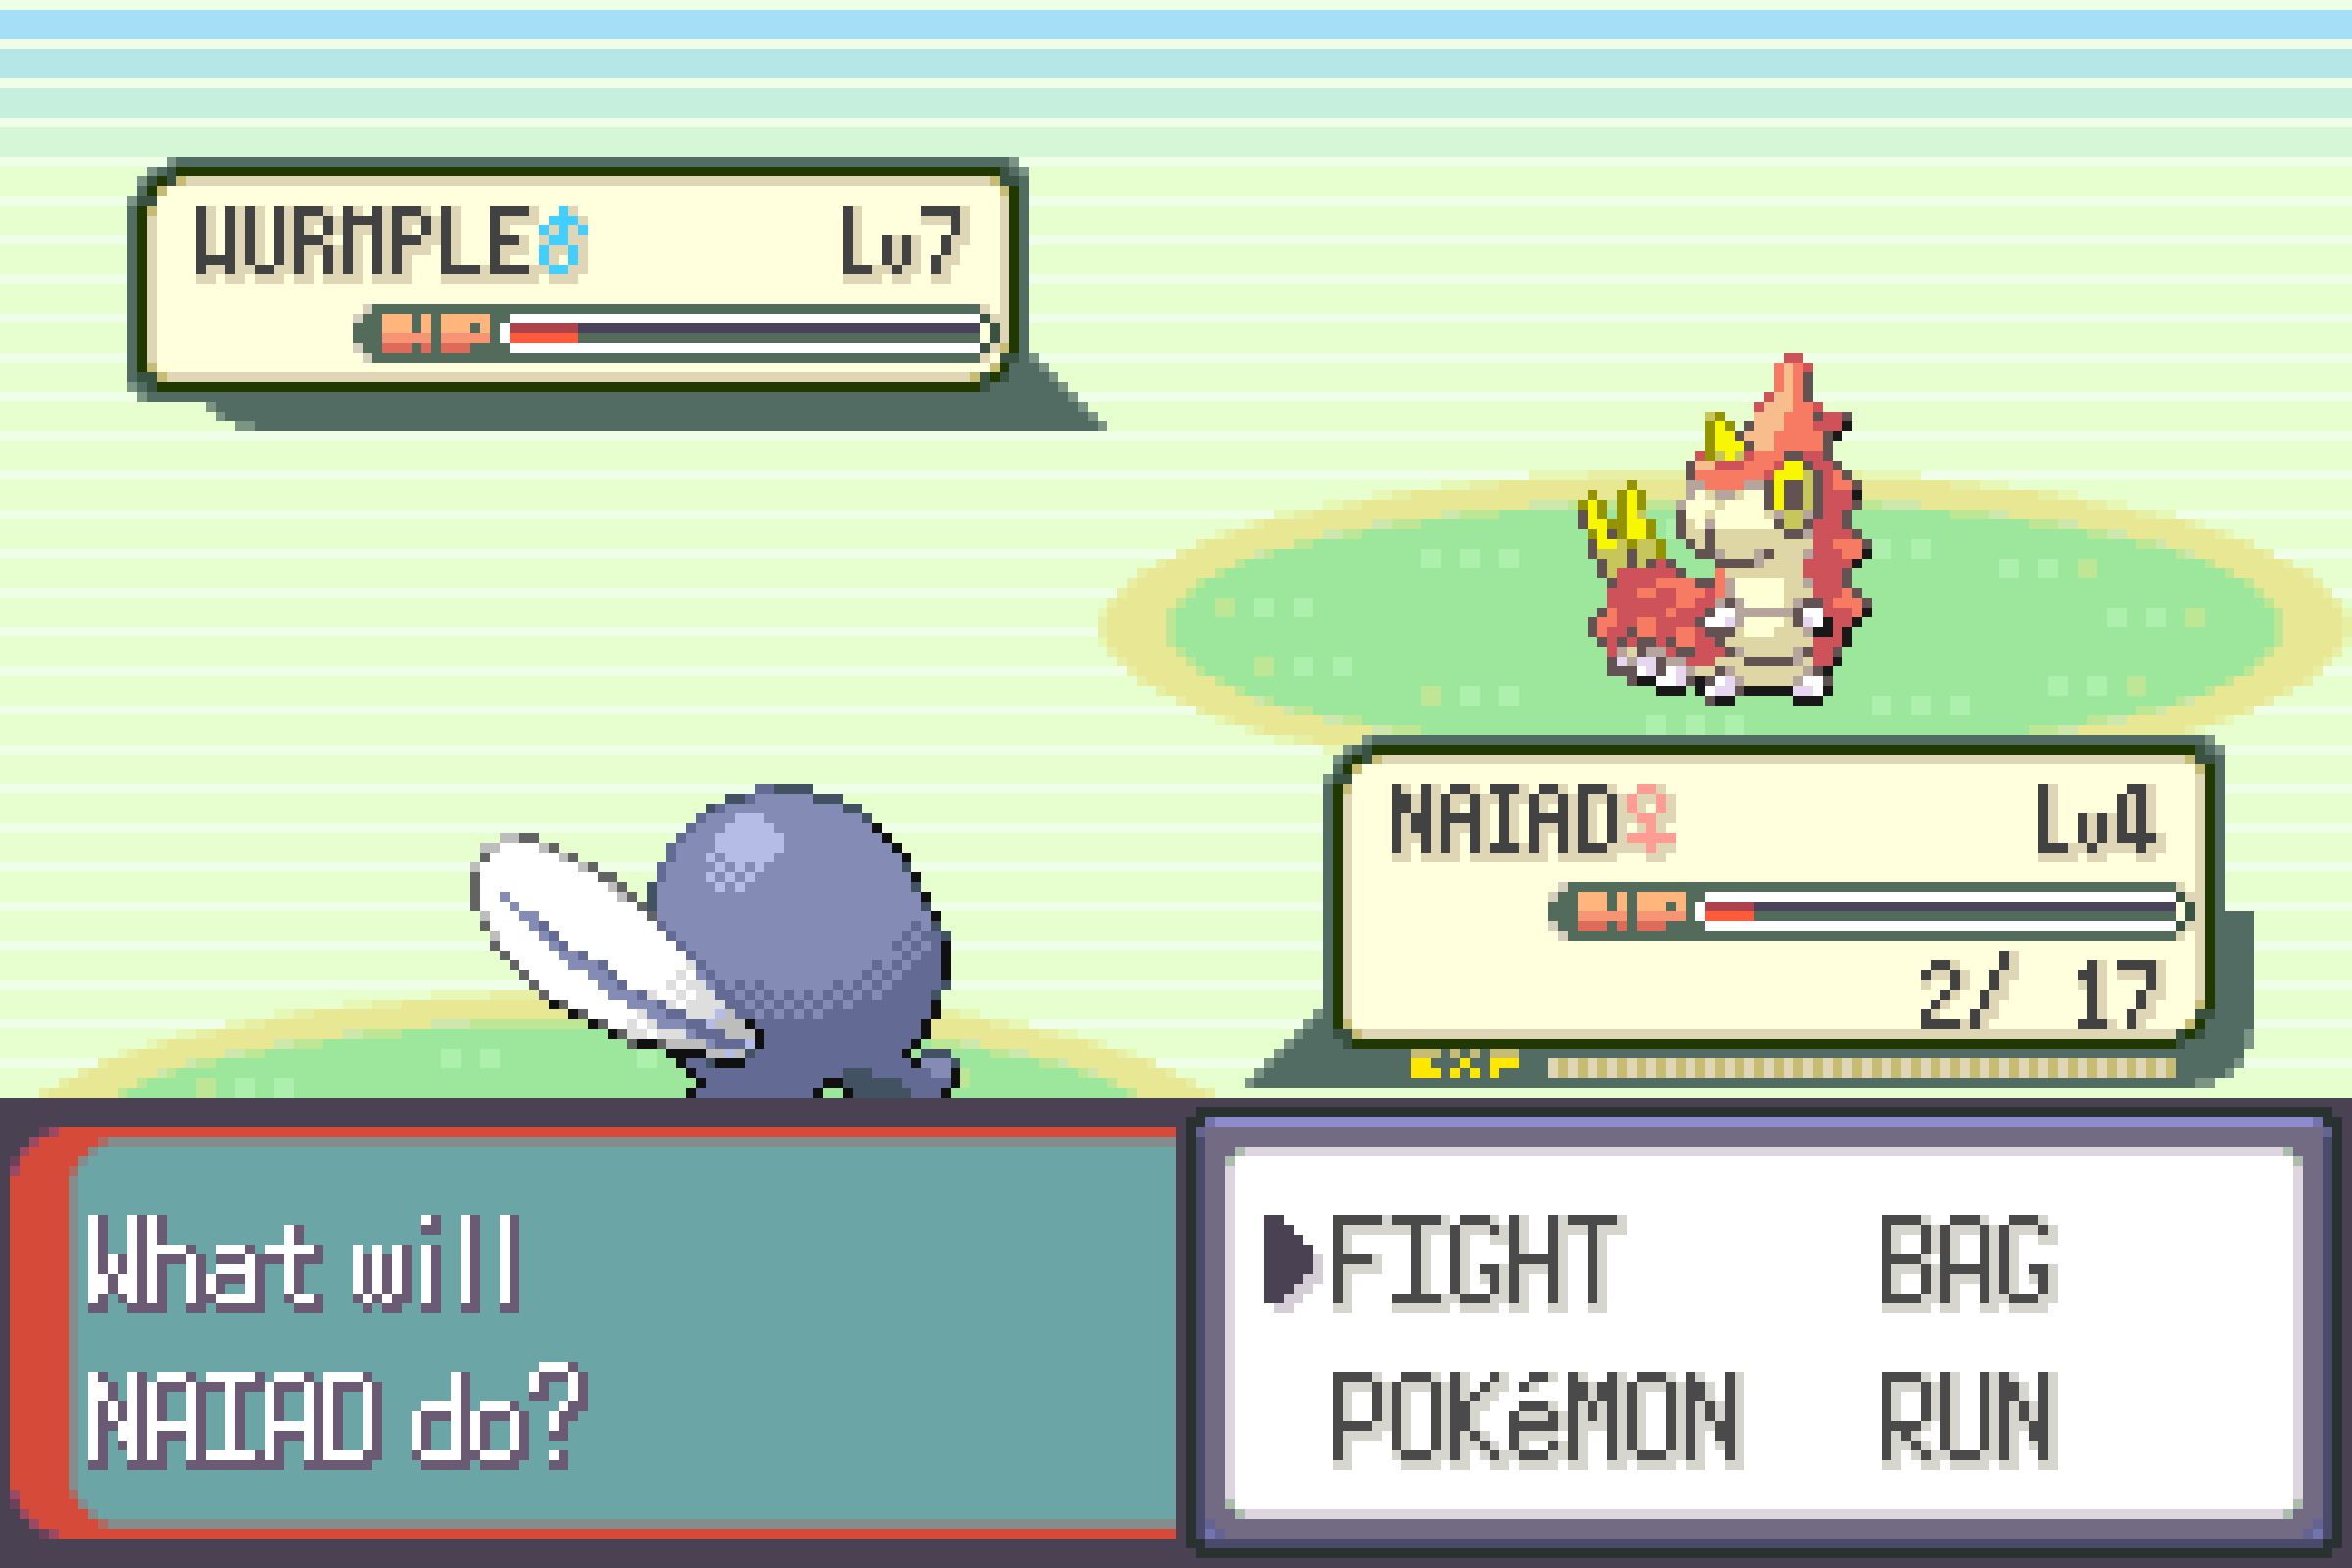 WURMPLE♂ Lv7
HP
NAIAD♀ Lv4
HP
2/ 17
EXP
What will
NAIAD do?
▶FIGHT BAG
POKéMON RUN